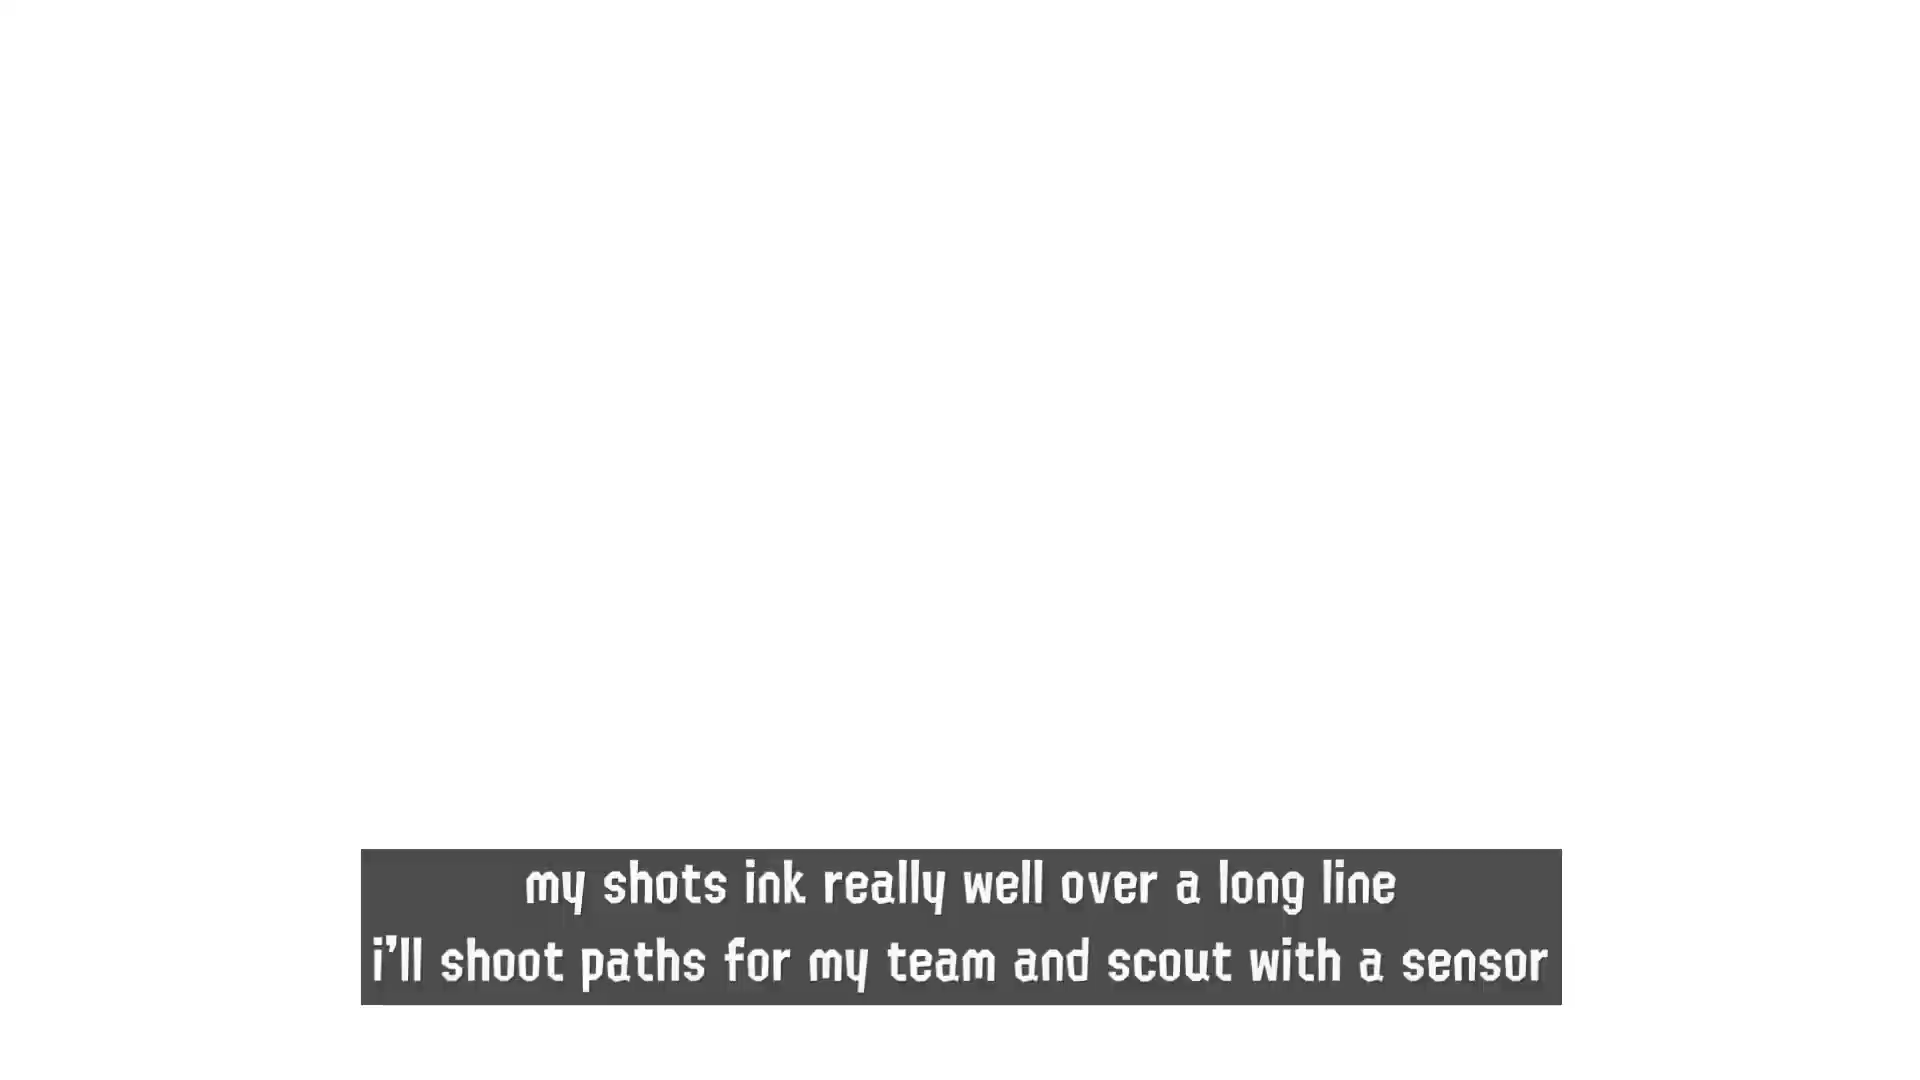 my shots ink really well over a long line
i'll shoot paths for my team and scout with a sensor